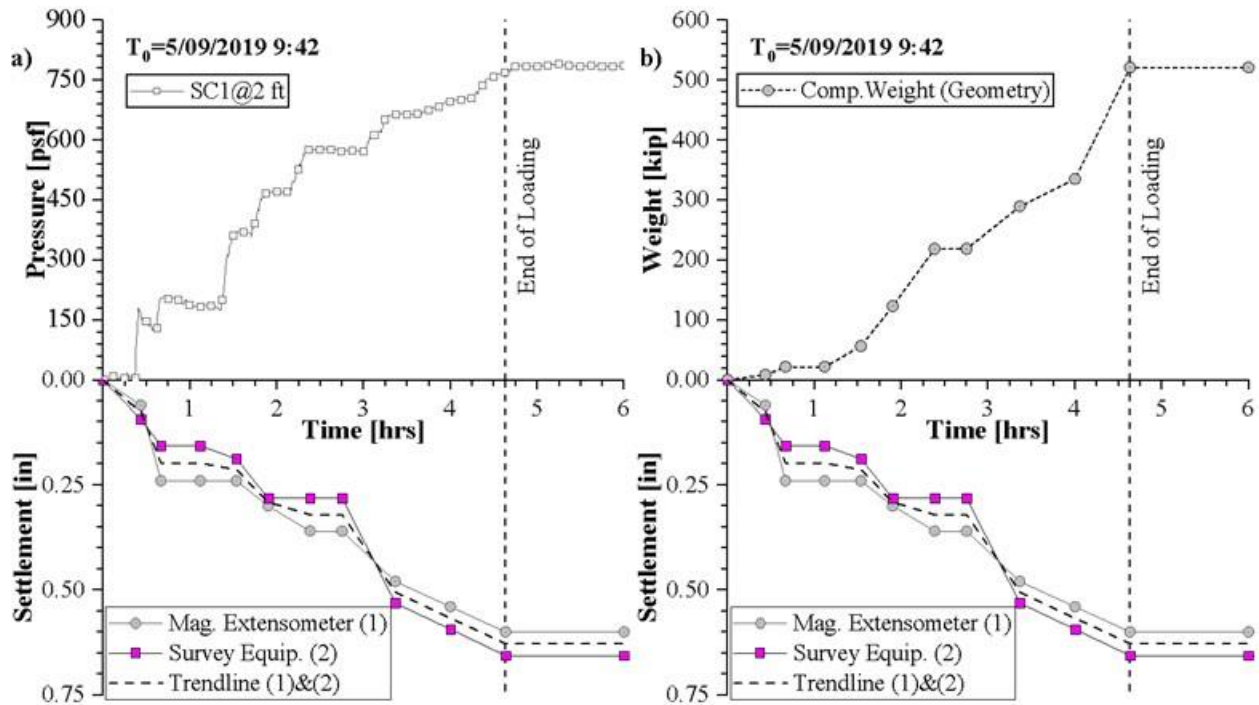 a)
T0=5/09/2019 9:42
SC1@2 ft
Pressure [psf]
900
750
600
450
300
150
0.00
End of Loading
1 2 3 4 5 6
Time [hrs]
Settlement [in]
0.25
0.50
0.75
Mag. Extensometer (1)
Survey Equip. (2)
Trendline (1)&(2)
b)
T0=5/09/2019 9:42
Comp.Weight (Geometry)
Weight [kip]
600
500
400
300
200
100
0.00
End of Loading
1 2 3 4 5 6
Time [hrs]
Settlement [in]
0.25
0.50
0.75
Mag. Extensometer (1)
Survey Equip. (2)
Trendline (1)&(2)